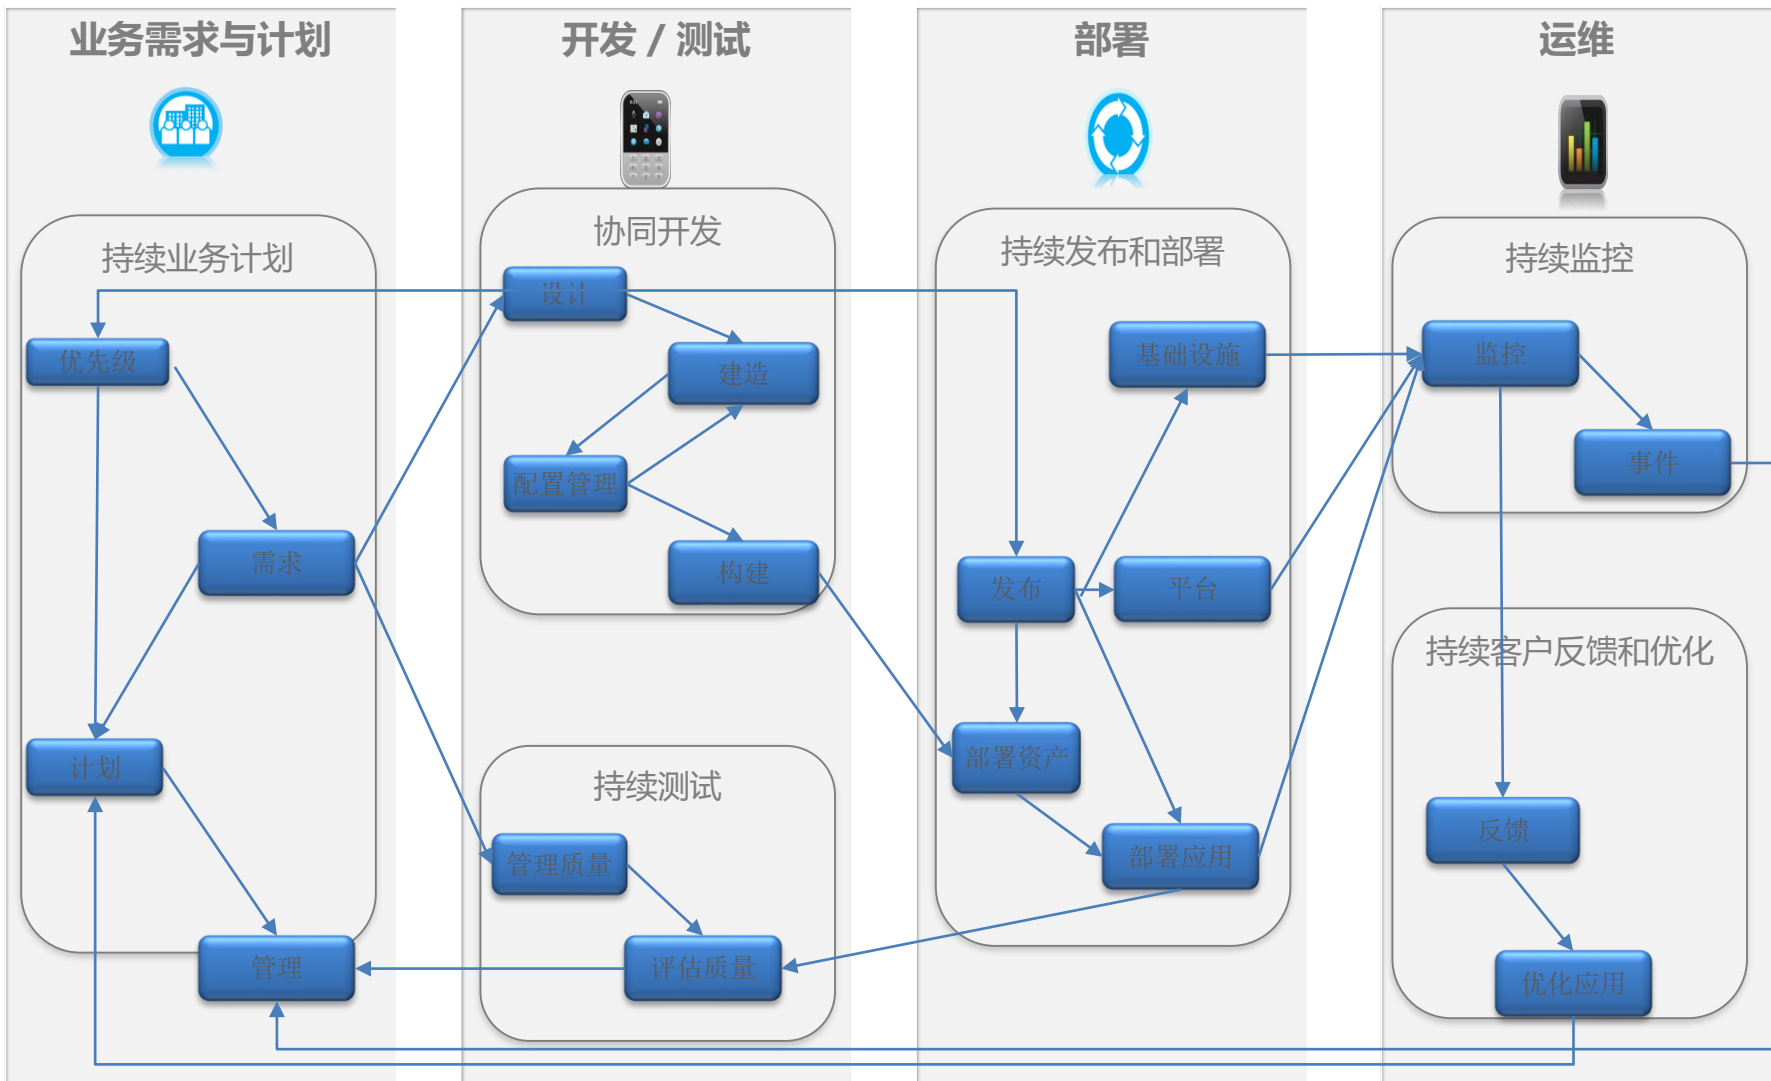 业务需求与计划
开发 / 测试
部署
运维
持续业务计划
优先级
需求
计划
管理
协同开发
设计
建造
配置管理
构建
持续测试
管理质量
评估质量
持续发布和部署
基础设施
发布
平台
部署资产
部署应用
持续监控
监控
事件
持续客户反馈和优化
反馈
优化应用